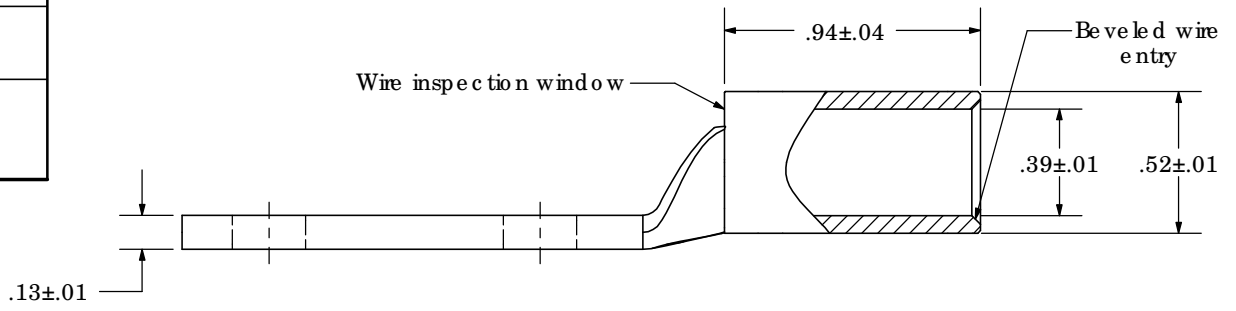 .94±.04
Beveled wire
entry
Wire inspection window
.39±.01
.52±.01
.13±.01